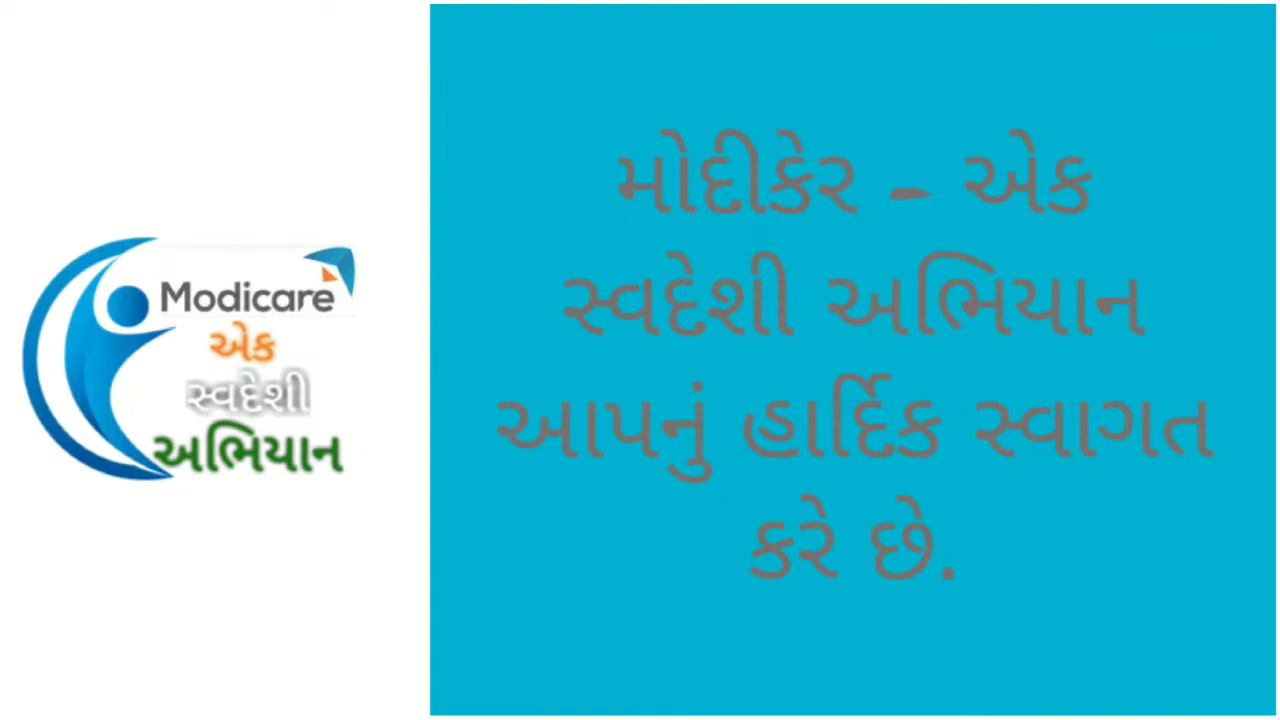 Modicare
એક
સ્વદેશી
અભિયાન
મોદીકેર - એક
સ્વદેશી અભિયાન
આપનું હાર્દિક સ્વાગત
કરે છે.